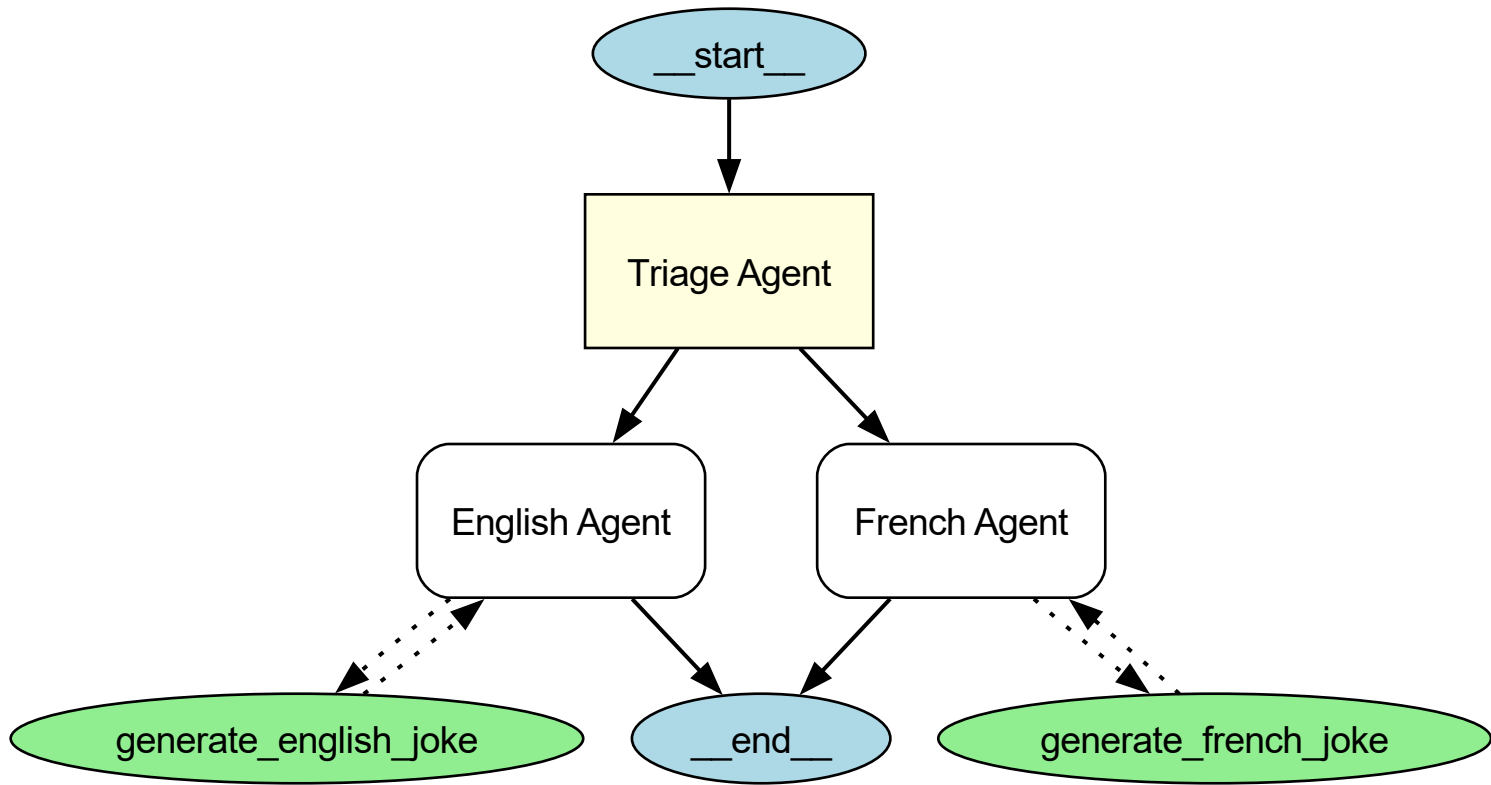 __start__
Triage Agent
English Agent
French Agent
generate_english_joke
__end__
generate_french_joke